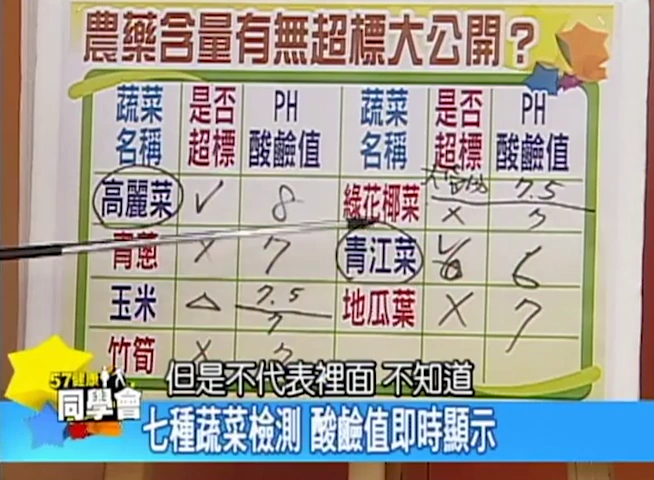 農藥含量有無超標大公開？
蔬菜名稱 是否超標 PH酸鹼值 蔬菜名稱 是否超標 PH酸鹼值
高麗菜 ✓ 8 綠花椰菜 × 7.5 7
青蔥 × 7 青江菜 6
玉米 △ 7.5 7 地瓜葉 × 7
竹筍 × 7
但是不代表裡面 不知道
57健康
同學會
七種蔬菜檢測 酸鹼值即時顯示